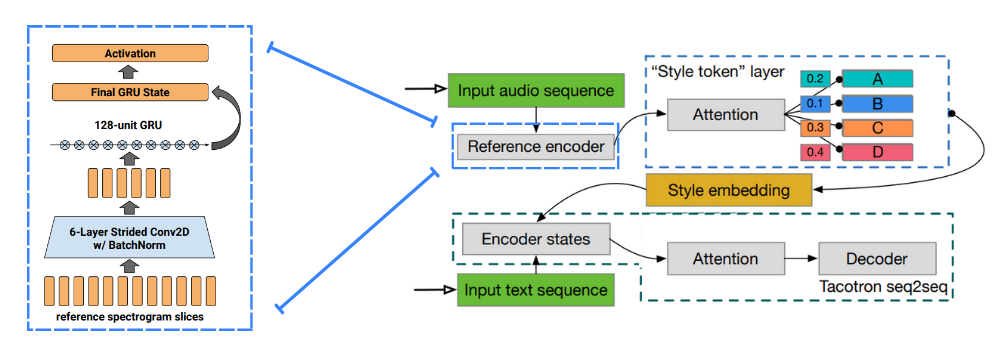 Activation
Final GRU State
128-unit GRU
6-Layer Strided Conv2D
w/ BatchNorm
reference spectrogram slices
Input audio sequence
Reference encoder
“Style token” layer
Attention
0.2 A
0.1 B
0.3 C
0.4 D
Style embedding
Encoder states
Attention
Decoder
Tacotron seq2seq
Input text sequence